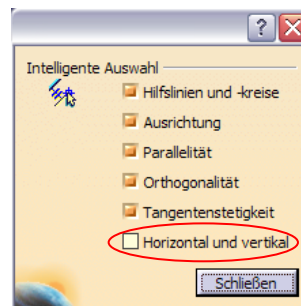 Intelligente Auswahl
Hilfslinien und -kreise
Ausrichtung
Parallelität
Orthogonalität
Tangentenstetigkeit
Horizontal und vertikal
Schließen